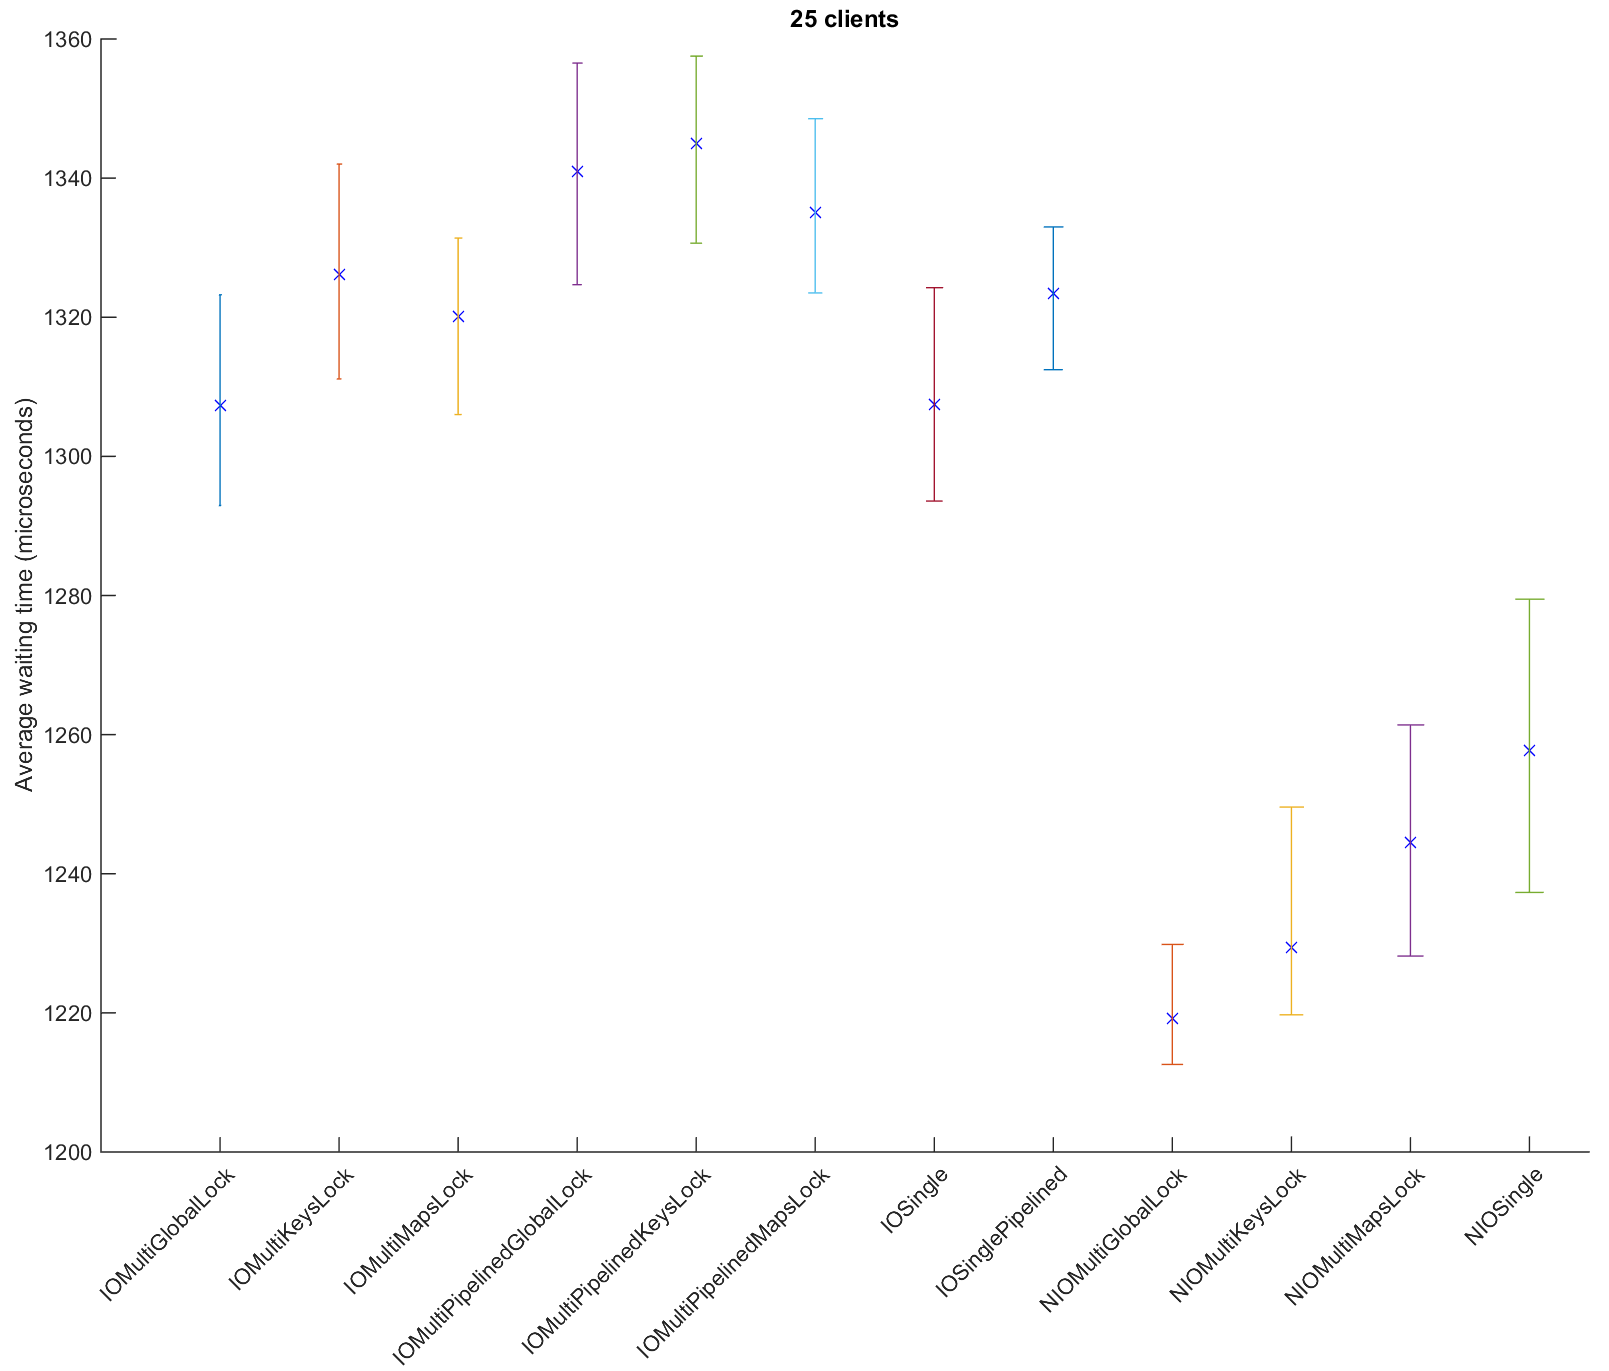 25 clients
Average waiting time (microseconds)
1360
1340
1320
1300
1280
1260
1240
1220
1200
IOMultiGlobalLock
IOMultiKeysLock
IOMultiMapsLock
IOMultiPipelinedGlobalLock
IOMultiPipelinedKeysLock
IOMultiPipelinedMapsLock
IOSingle
IOSinglePipelined
NIOMultiGlobalLock
NIOMultiKeysLock
NIOMultiMapsLock
NIOSingle